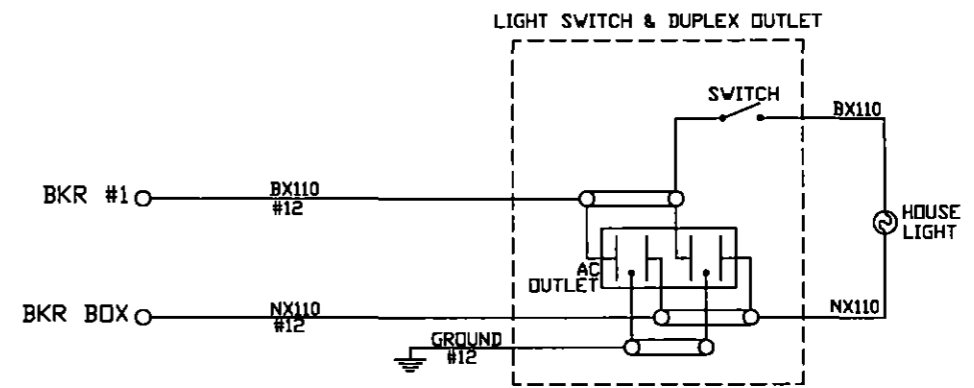 LIGHT SWITCH & DUPLEX OUTLET
SWITCH
BX110
BKR #1
BX110
#12
HOUSE
LIGHT
AC
OUTLET
BKR BOX
NX110
#12
NX110
GROUND
#12